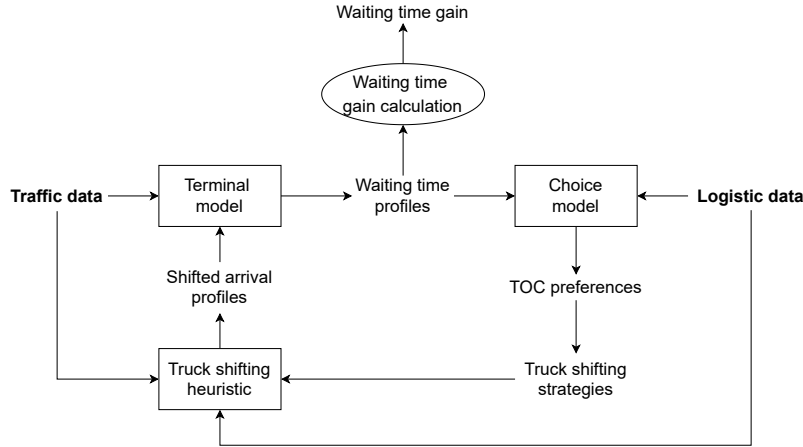 Waiting time gain
Waiting time
gain calculation
Traffic data
Terminal
model
Waiting time
profiles
Choice
model
Logistic data
Shifted arrival
profiles
TOC preferences
Truck shifting
heuristic
Truck shifting
strategies